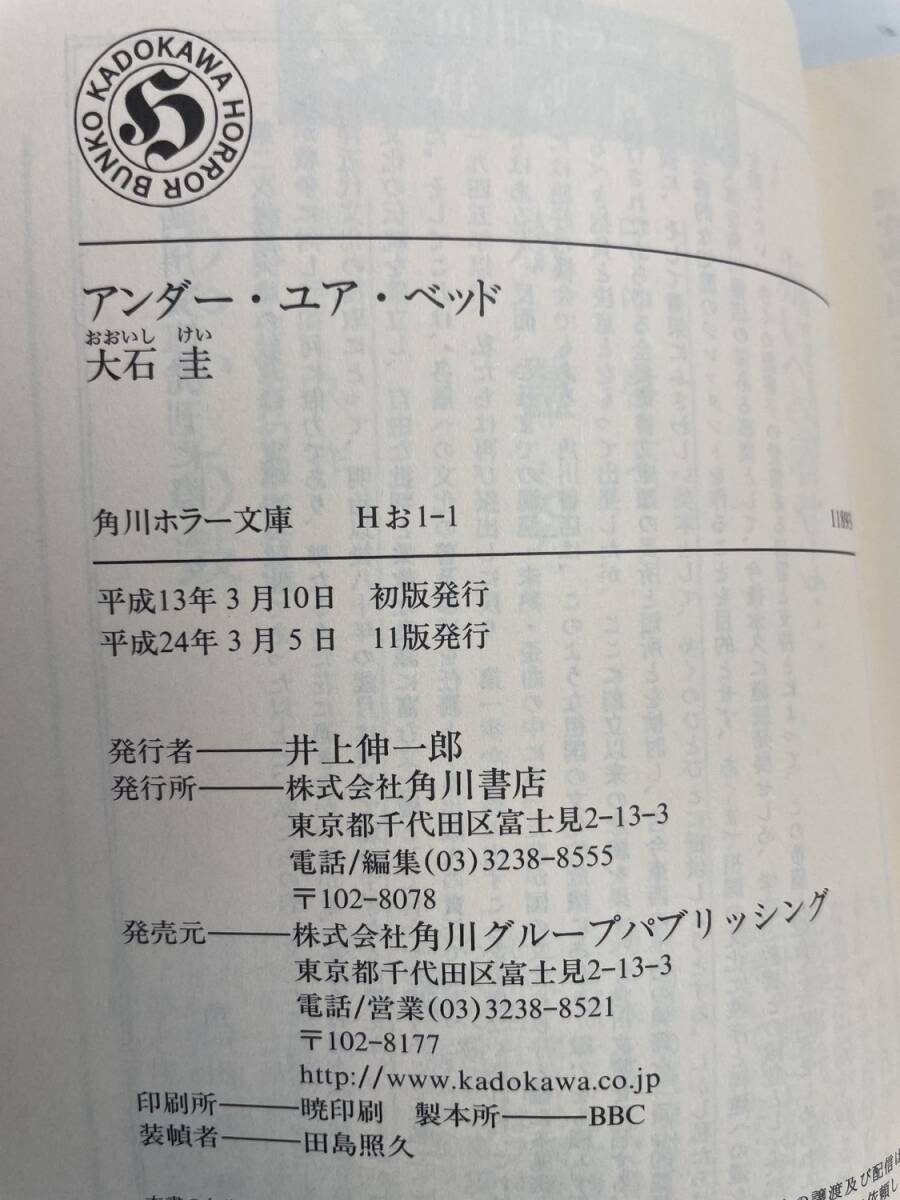 KADOKAWA HORROR BUNKO
H
アンダー・ユア・ベッド
おおいし けい
大石 圭
角川ホラー文庫 Hお1-1
平成13年3月10日 初版発行
平成24年3月5日 11版発行
発行者――井上伸一郎
発行所――株式会社角川書店
東京都千代田区富士見2-13-3
電話/編集(03)3238-8555
〒102-8078
発売元――株式会社角川グループパブリッシング
東京都千代田区富士見2-13-3
電話/営業(03)3238-8521
〒102-8177
http://www.kadokawa.co.jp
印刷所――暁印刷 製本所――BBC
装幀者――田島照久
の譲渡及び配信は